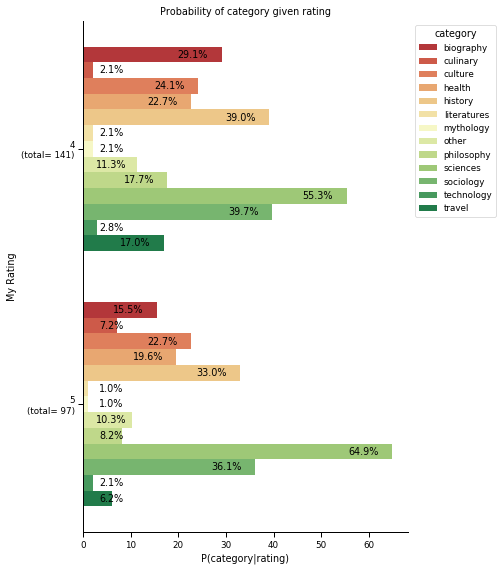 Probability of category given rating
category
biography
culinary
culture
health
history
literatures
mythology
other
philosophy
sciences
sociology
technology
travel
My Rating
4
(total= 141)
29.1%
2.1%
24.1%
22.7%
39.0%
2.1%
2.1%
11.3%
17.7%
55.3%
39.7%
2.8%
17.0%
5
(total= 97)
15.5%
7.2%
22.7%
19.6%
33.0%
1.0%
1.0%
10.3%
8.2%
64.9%
36.1%
2.1%
6.2%
0 10 20 30 40 50 60
P(category|rating)